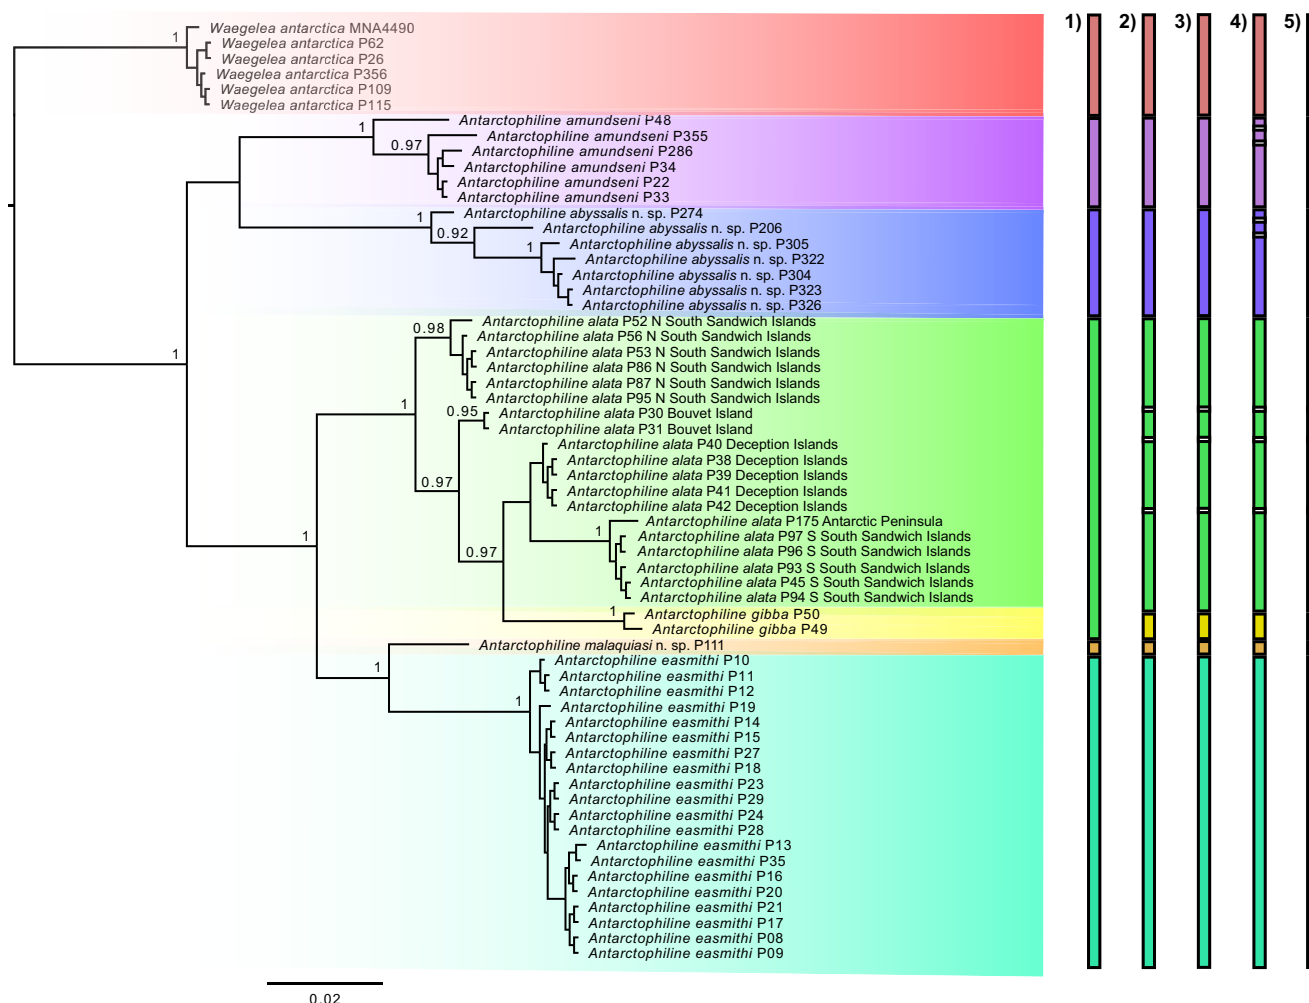 1) 2) 3) 4) 5)
Waegelea antarctica MNA4490
1
Waegelea antarctica P62
Waegelea antarctica P26
Waegelea antarctica P356
Waegelea antarctica P109
Waegelea antarctica P115
Antarctophiline amundseni P48
1
Antarctophiline amundseni P355
0.97
Antarctophiline amundseni P286
Antarctophiline amundseni P34
Antarctophiline amundseni P22
Antarctophiline amundseni P33
Antarctophiline abyssalis n. sp. P274
1
Antarctophiline abyssalis n. sp. P206
0.92
Antarctophiline abyssalis n. sp. P305
1
Antarctophiline abyssalis n. sp. P322
Antarctophiline abyssalis n. sp. P304
Antarctophiline abyssalis n. sp. P323
Antarctophiline abyssalis n. sp. P326
Antarctophiline alata P52 N South Sandwich Islands
0.98
Antarctophiline alata P56 N South Sandwich Islands
Antarctophiline alata P53 N South Sandwich Islands
1
Antarctophiline alata P86 N South Sandwich Islands
Antarctophiline alata P87 N South Sandwich Islands
Antarctophiline alata P95 N South Sandwich Islands
1
0.95
Antarctophiline alata P30 Bouvet Island
Antarctophiline alata P31 Bouvet Island
Antarctophiline alata P40 Deception Islands
Antarctophiline alata P38 Deception Islands
Antarctophiline alata P39 Deception Islands
0.97
Antarctophiline alata P41 Deception Islands
Antarctophiline alata P42 Deception Islands
Antarctophiline alata P175 Antarctic Peninsula
1
Antarctophiline alata P97 S South Sandwich Islands
1
0.97
Antarctophiline alata P96 S South Sandwich Islands
Antarctophiline alata P93 S South Sandwich Islands
Antarctophiline alata P45 S South Sandwich Islands
Antarctophiline alata P94 S South Sandwich Islands
1
Antarctophiline gibba P50
Antarctophiline gibba P49
Antarctophiline malaquiasi n. sp. P111
Antarctophiline easmithi P10
1
Antarctophiline easmithi P11
Antarctophiline easmithi P12
1
Antarctophiline easmithi P19
Antarctophiline easmithi P14
Antarctophiline easmithi P15
Antarctophiline easmithi P27
Antarctophiline easmithi P18
Antarctophiline easmithi P23
Antarctophiline easmithi P29
Antarctophiline easmithi P24
Antarctophiline easmithi P28
Antarctophiline easmithi P13
Antarctophiline easmithi P35
Antarctophiline easmithi P16
Antarctophiline easmithi P20
Antarctophiline easmithi P21
Antarctophiline easmithi P17
Antarctophiline easmithi P08
Antarctophiline easmithi P09
0.02